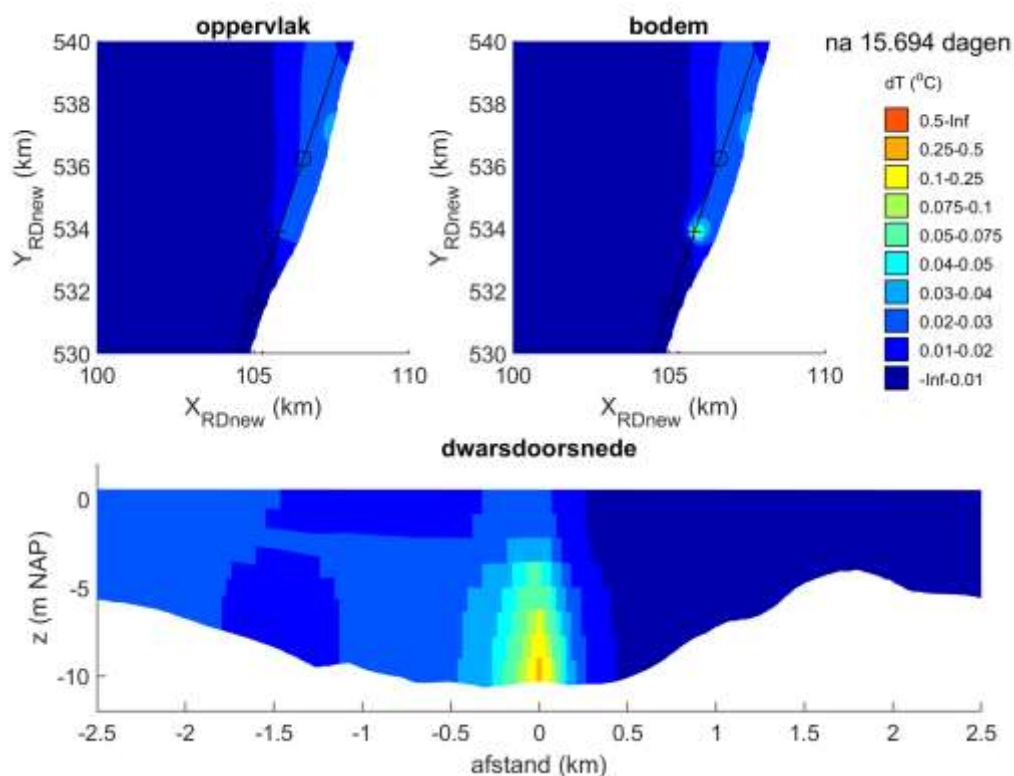 oppervlak
540
538
536
534
532
530
100
105
110
Y_RDnew (km)
X_RDnew (km)
bodem
540
538
536
534
532
530
100
105
110
Y_RDnew (km)
X_RDnew (km)
na 15.694 dagen
dT (°C)
0.5-Inf
0.25-0.5
0.1-0.25
0.075-0.1
0.05-0.075
0.04-0.05
0.03-0.04
0.02-0.03
0.01-0.02
-Inf-0.01
dwarsdoorsnede
0
-5
-10
z (m NAP)
-2.5 -2 -1.5 -1 -0.5 0 0.5 1 1.5 2 2.5
afstand (km)